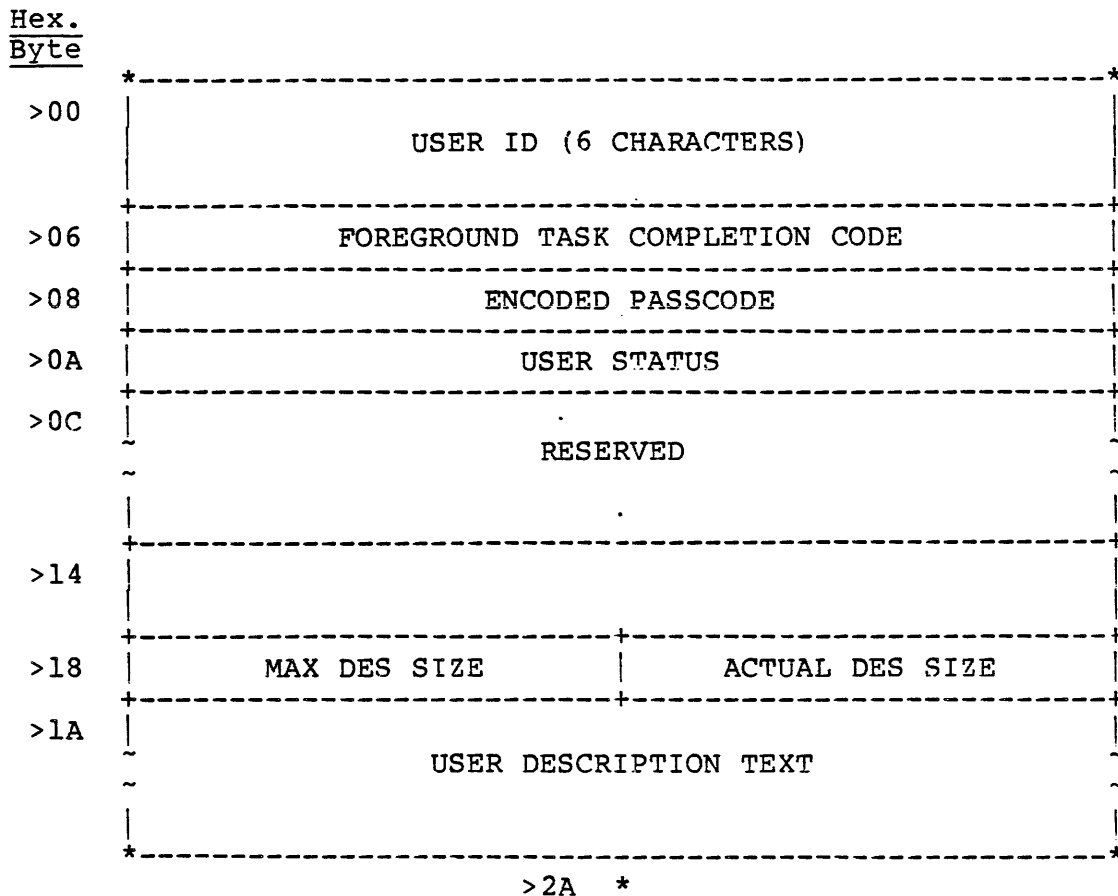 Hex.
Byte
>00 USER ID (6 CHARACTERS)
>06 FOREGROUND TASK COMPLETION CODE
>08 ENCODED PASSCODE
>0A USER STATUS
>0C RESERVED
>14
>18 MAX DES SIZE ACTUAL DES SIZE
>1A USER DESCRIPTION TEXT
>2A *